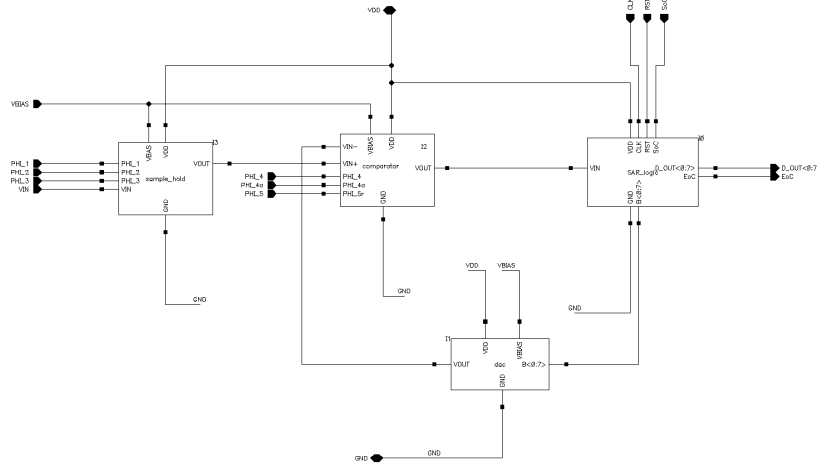 VDD
CLK
RST
SoC
VBIAS
I3
VBIAS
VDD
PHI_1
PHI_2
PHI_3
VIN
PHI_1
PHI_2
PHI_3
VIN
sample_hold
VOUT
GND
GND
I2
VBIAS
VDD
VIN-
VIN+
comparator
PHI_4
PHI_4a
PHI_5
PHI_4
PHI_4a
PHI_5r
VOUT
GND
GND
VDD
CLK
RST
SoC
VIN
SAR_logic
D_OUT<0:7>
EoC
GND
B<0:7>
D_OUT<0:7
EoC
GND
VDD
VBIAS
I1
VDD
VBIAS
VOUT
dac
B<0:7>
GND
GND
GND